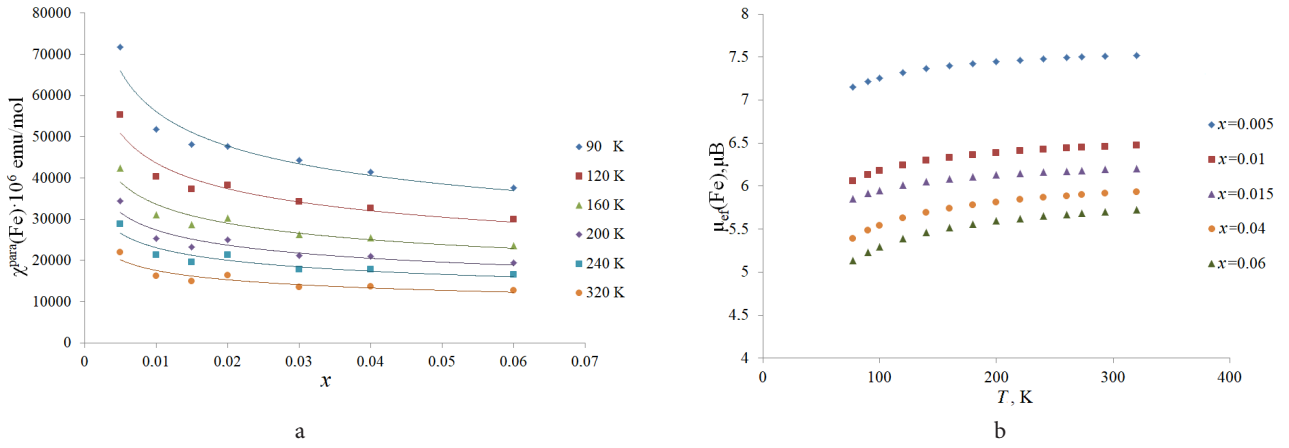 80000
70000
60000
50000
40000
30000
20000
10000
0
0
0.01
0.02
0.03
0.04
0.05
0.06
0.07
χᵖᵃʳᵃ(Fe)·10⁶ emu/mol
x
90 K
120 K
160 K
200 K
240 K
320 K
a
8
7.5
7
6.5
6
5.5
5
4.5
4
0
100
200
300
400
μef(Fe),μB
T , K
x=0.005
x=0.01
x=0.015
x=0.04
x=0.06
b